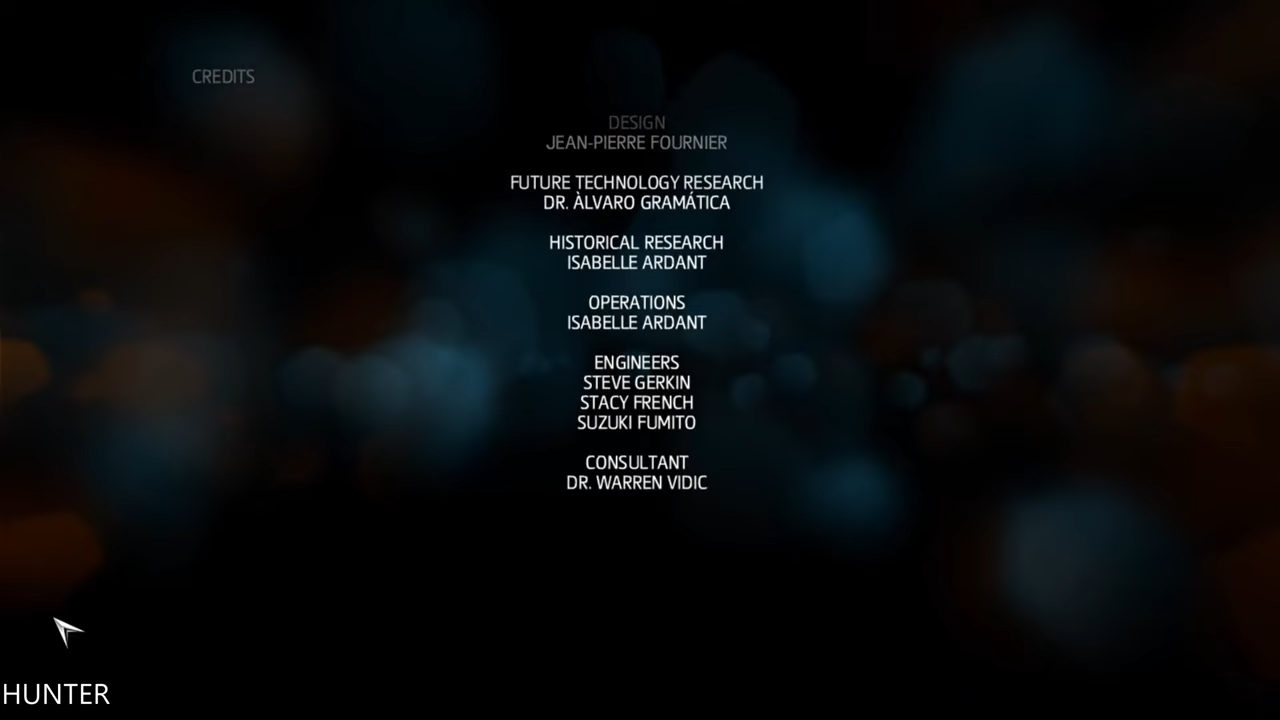 CREDITS
DESIGN
JEAN-PIERRE FOURNIER
FUTURE TECHNOLOGY RESEARCH
DR. ÀLVARO GRAMÁTICA
HISTORICAL RESEARCH
ISABELLE ARDANT
OPERATIONS
ISABELLE ARDANT
ENGINEERS
STEVE GERKIN
STACY FRENCH
SUZUKI FUMITO
CONSULTANT
DR. WARREN VIDIC
HUNTER